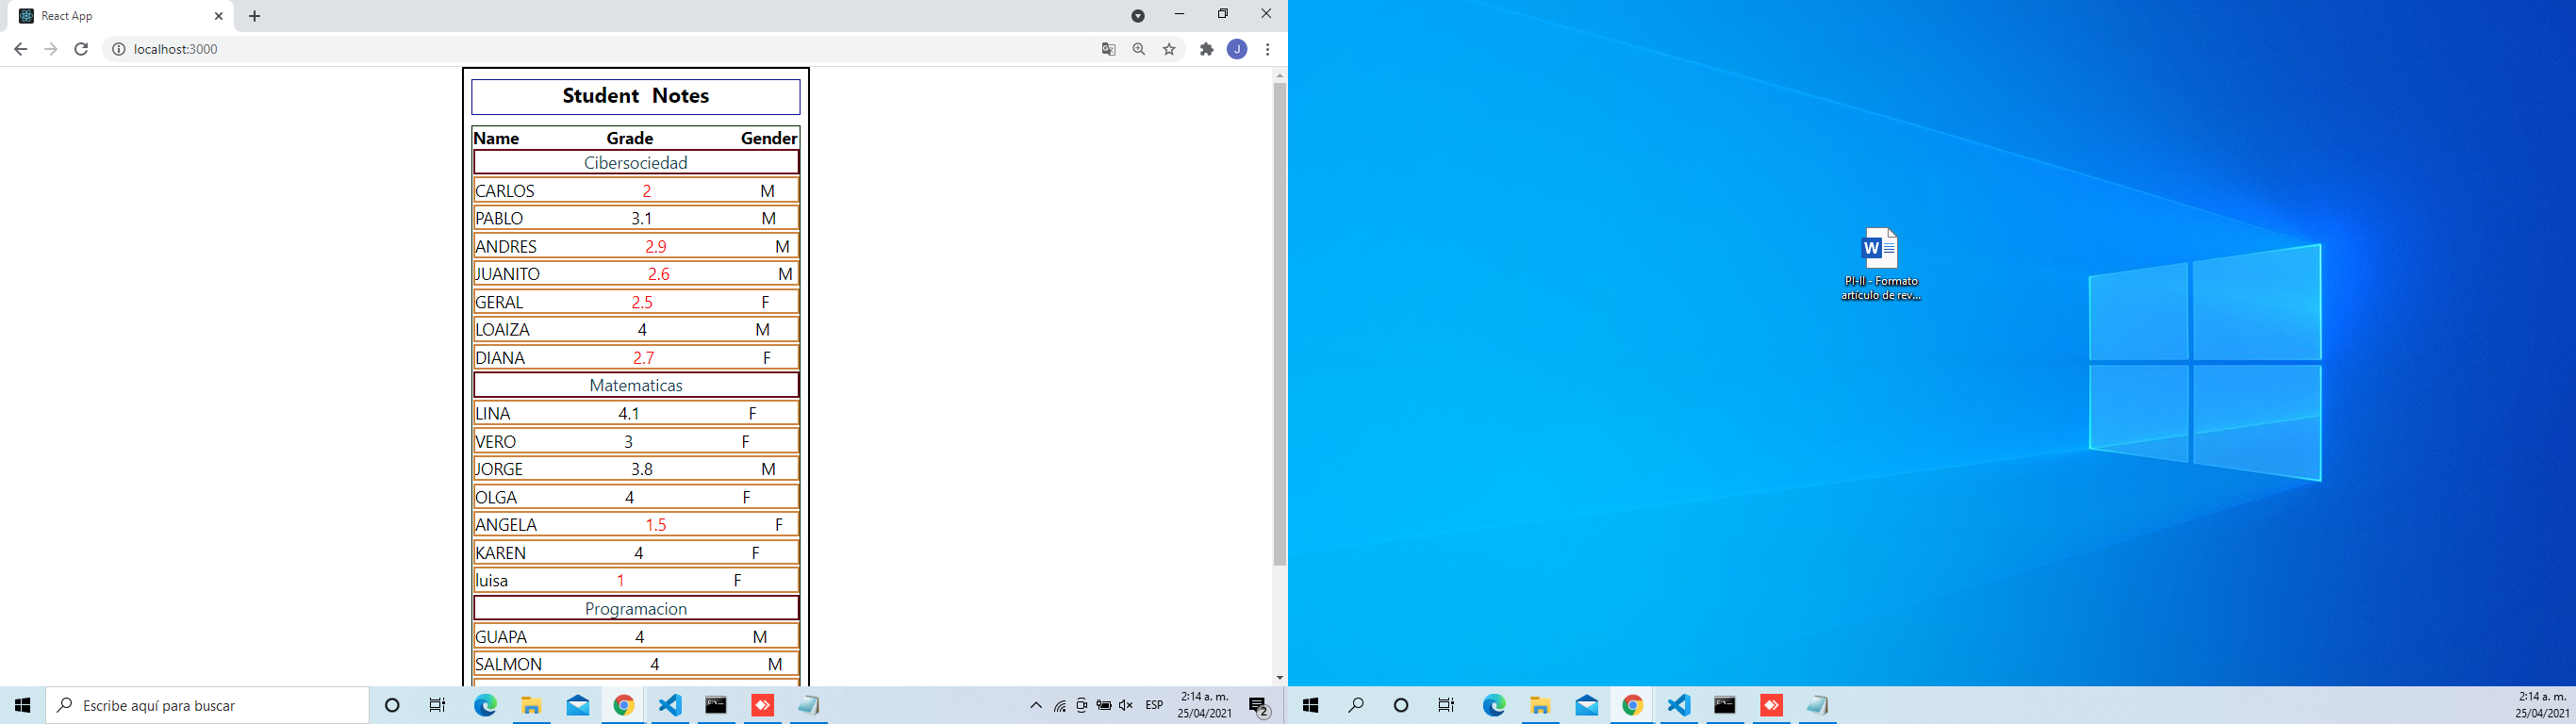 React App
localhost:3000
J
Student Notes
Name Grade Gender
Cibersociedad
CARLOS 2 M
PABLO 3.1 M
ANDRES 2.9 M
JUANITO 2.6 M
GERAL 2.5 F
LOAIZA 4 M
DIANA 2.7 F
Matematicas
LINA 4.1 F
VERO 3 F
JORGE 3.8 M
OLGA 4 F
ANGELA 1.5 F
KAREN 4 F
luisa 1 F
Programacion
GUAPA 4 M
SALMON 4 M
Escribe aquí para buscar
ESP
2:14 a. m.
25/04/2021
2
W
PI-II - Formato
artículo de rev...
2:14 a. m.
25/04/2021